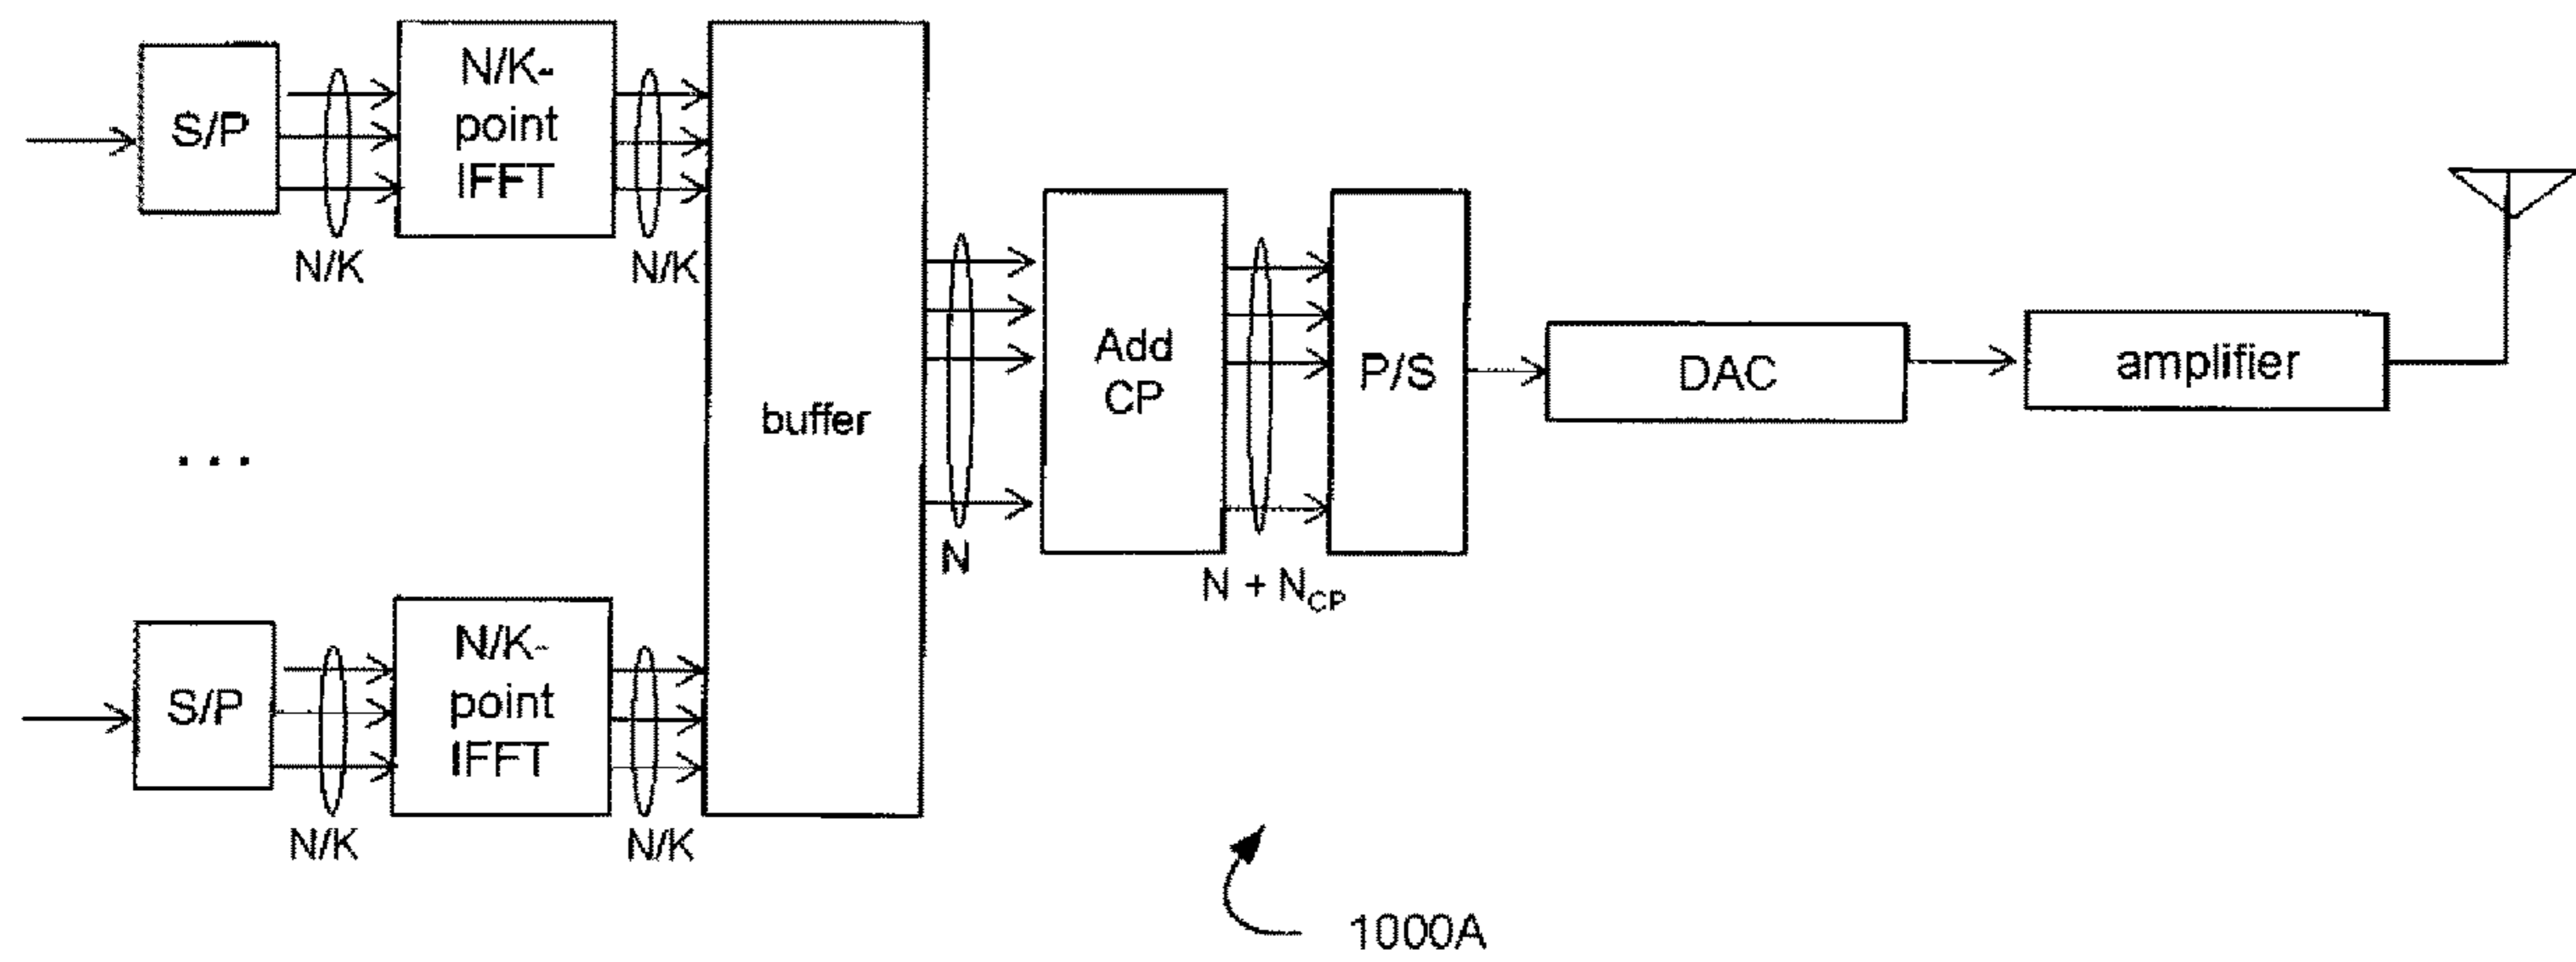 S/P
N/K
N/K-
point
IFFT
N/K
buffer
N
Add
CP
N + N_CP
P/S
DAC
amplifier
...
S/P
N/K
N/K-
point
IFFT
N/K
1000A